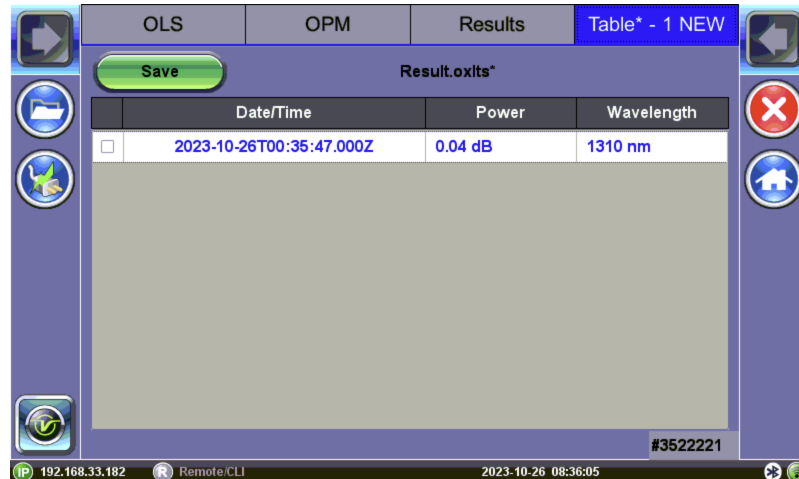 OLS OPM Results Table* - 1 NEW
Save Result.oxlts*
Date/Time Power Wavelength
2023-10-26T00:35:47.000Z 0.04 dB 1310 nm
#3522221
IP 192.168.33.182 R Remote/CLI 2023-10-26 08:36:05